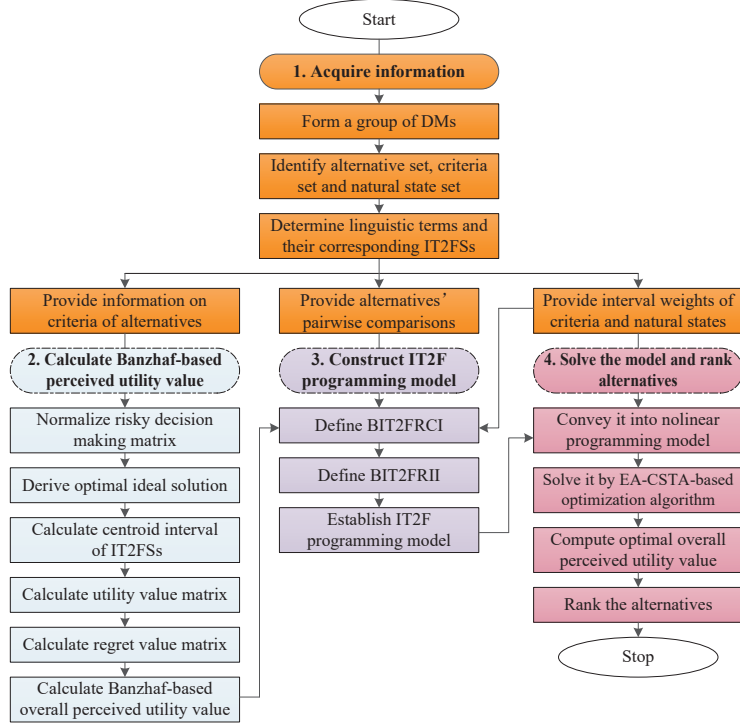 Start
1. Acquire information
Form a group of DMs
Identify alternative set, criteria
set and natural state set
Determine linguistic terms and
their corresponding IT2FSs
Provide information on
criteria of alternatives
2. Calculate Banzhaf-based
perceived utility value
Normalize risky decision
making matrix
Derive optimal ideal solution
Calculate centroid interval
of IT2FSs
Calculate utility value matrix
Calculate regret value matrix
Calculate Banzhaf-based
overall perceived utility value
Provide alternatives’
pairwise comparisons
3. Construct IT2F
programming model
Define BIT2FRCI
Define BIT2FRII
Establish IT2F
programming model
Provide interval weights of
criteria and natural states
4. Solve the model and rank
alternatives
Convey it into nolinear
programming model
Solve it by EA-CSTA-based
optimization algorithm
Compute optimal overall
perceived utility value
Rank the alternatives
Stop